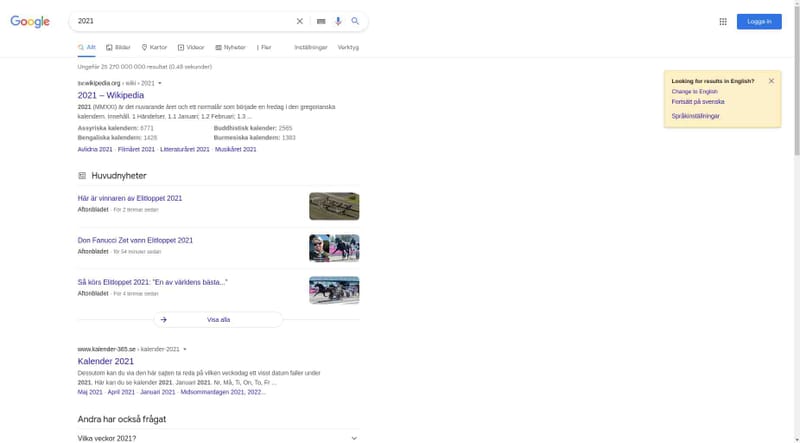 Google
2021
Logga in
Allt
Bilder
Kartor
Videor
Nyheter
Fler
Inställningar
Verktyg
Ungefär 25 270 000 000 resultat (0,48 sekunder)
sv.wikipedia.org › wiki › 2021
2021 – Wikipedia
2021 (MMXXI) är det nuvarande året och ett normalår som började en fredag i den gregorianska
kalendern. Innehåll. 1 Händelser. 1.1 Januari; 1.2 Februari; 1.3 ...
Assyriska kalendern: 6771
Buddhistisk kalender: 2565
Bengaliska kalendern: 1428
Burmesiska kalendern: 1383
Avlidna 2021 · Filmåret 2021 · Litteraturåret 2021 · Musikåret 2021
Looking for results in English?
Change to English
Fortsätt på svenska
Språkinställningar
Huvudnyheter
Här är vinnaren av Elitloppet 2021
Aftonbladet · För 2 timmar sedan
Don Fanucci Zet vann Elitloppet 2021
Aftonbladet · för 54 minuter sedan
Så körs Elitloppet 2021: "En av världens bästa..."
Aftonbladet · För 4 timmar sedan
Visa alla
www.kalender-365.se › kalender-2021
Kalender 2021
Dessutom kan du via den här sajten ta reda på vilken veckodag ett visst datum faller under
2021. Här kan du se kalender 2021. Januari 2021. Nr, Må, Ti, On, To, Fr ...
Maj 2021 · April 2021 · Januari 2021 · Midsommardagen 2021, 2022...
Andra har också frågat
Vilka veckor 2021?